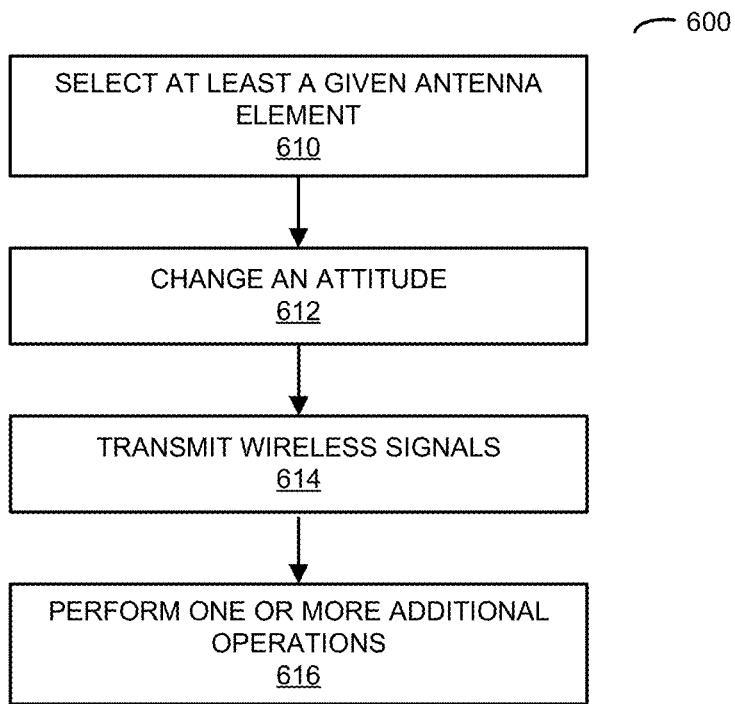 600
SELECT AT LEAST A GIVEN ANTENNA
ELEMENT
610
CHANGE AN ATTITUDE
612
TRANSMIT WIRELESS SIGNALS
614
PERFORM ONE OR MORE ADDITIONAL
OPERATIONS
616